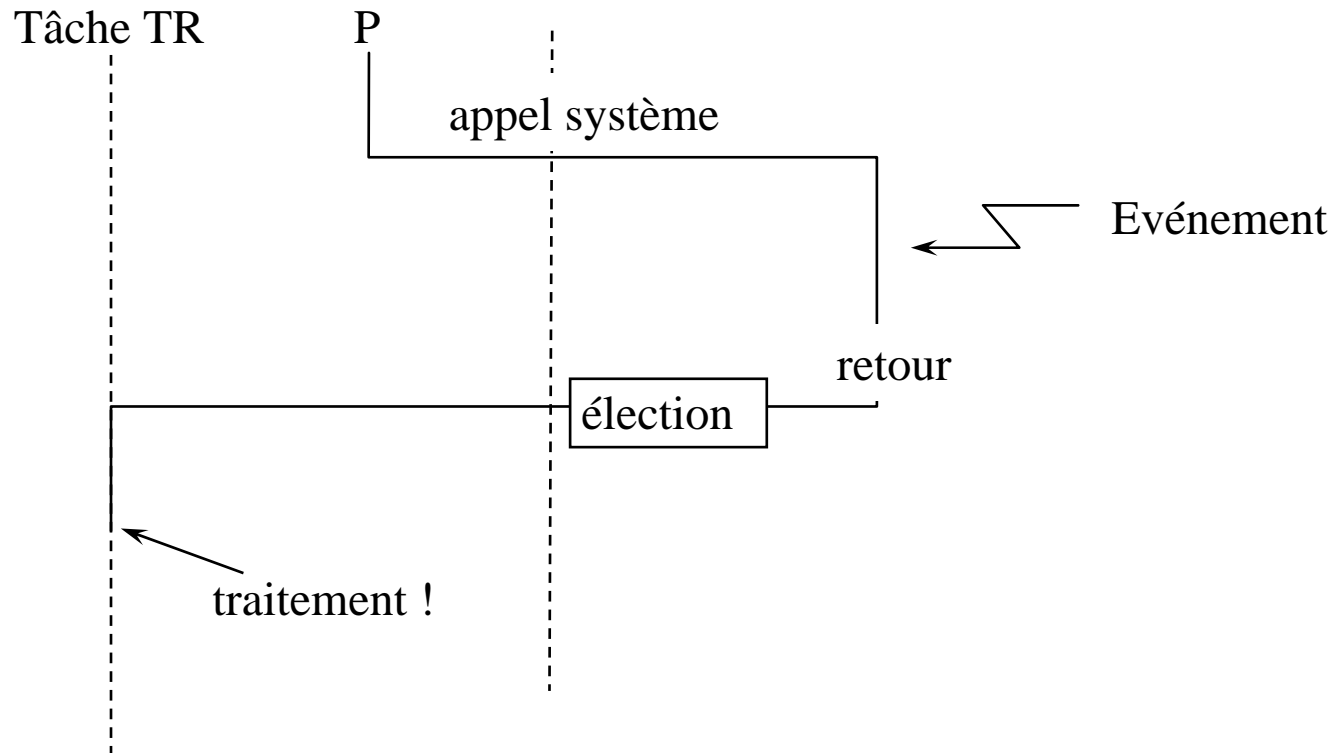 Tâche TR
P
appel système
Evénement
retour
élection
traitement !